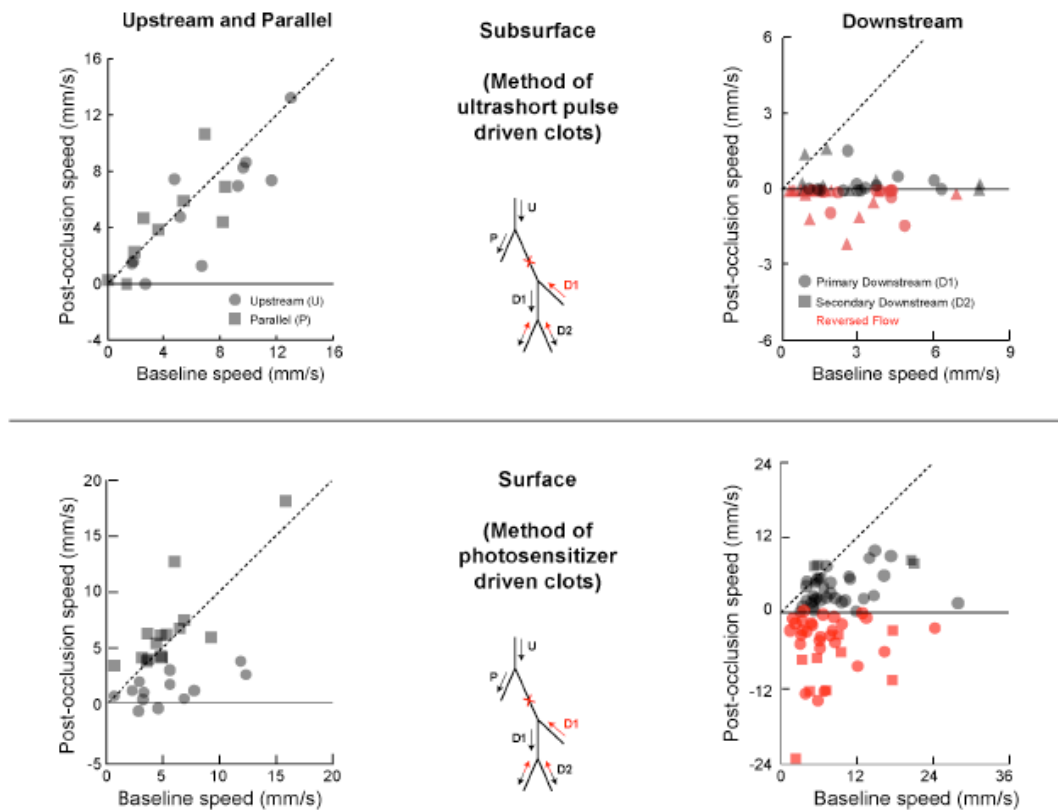 Upstream and Parallel
Subsurface
(Method of
ultrashort pulse
driven clots)
Downstream
Post-occlusion speed (mm/s)
16
12
8
4
0
-4
0
4
8
12
16
Baseline speed (mm/s)
Upstream (U)
Parallel (P)
U
P
D1
D1
D2
Post-occlusion speed (mm/s)
6
3
0
-3
-6
0
3
6
9
Baseline speed (mm/s)
Primary Downstream (D1)
Secondary Downstream (D2)
Reversed Flow
Surface
(Method of
photosensitizer
driven clots)
Post-occlusion speed (mm/s)
20
15
10
5
0
-5
0
5
10
15
20
Baseline speed (mm/s)
U
P
D1
D1
D2
Post-occlusion speed (mm/s)
24
12
0
-12
-24
0
12
24
36
Baseline speed (mm/s)